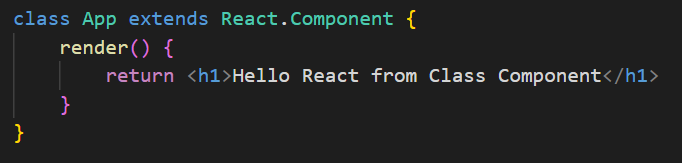 class App extends React.Component {
    render() {
        return <h1>Hello React from Class Component</h1>
    }
}